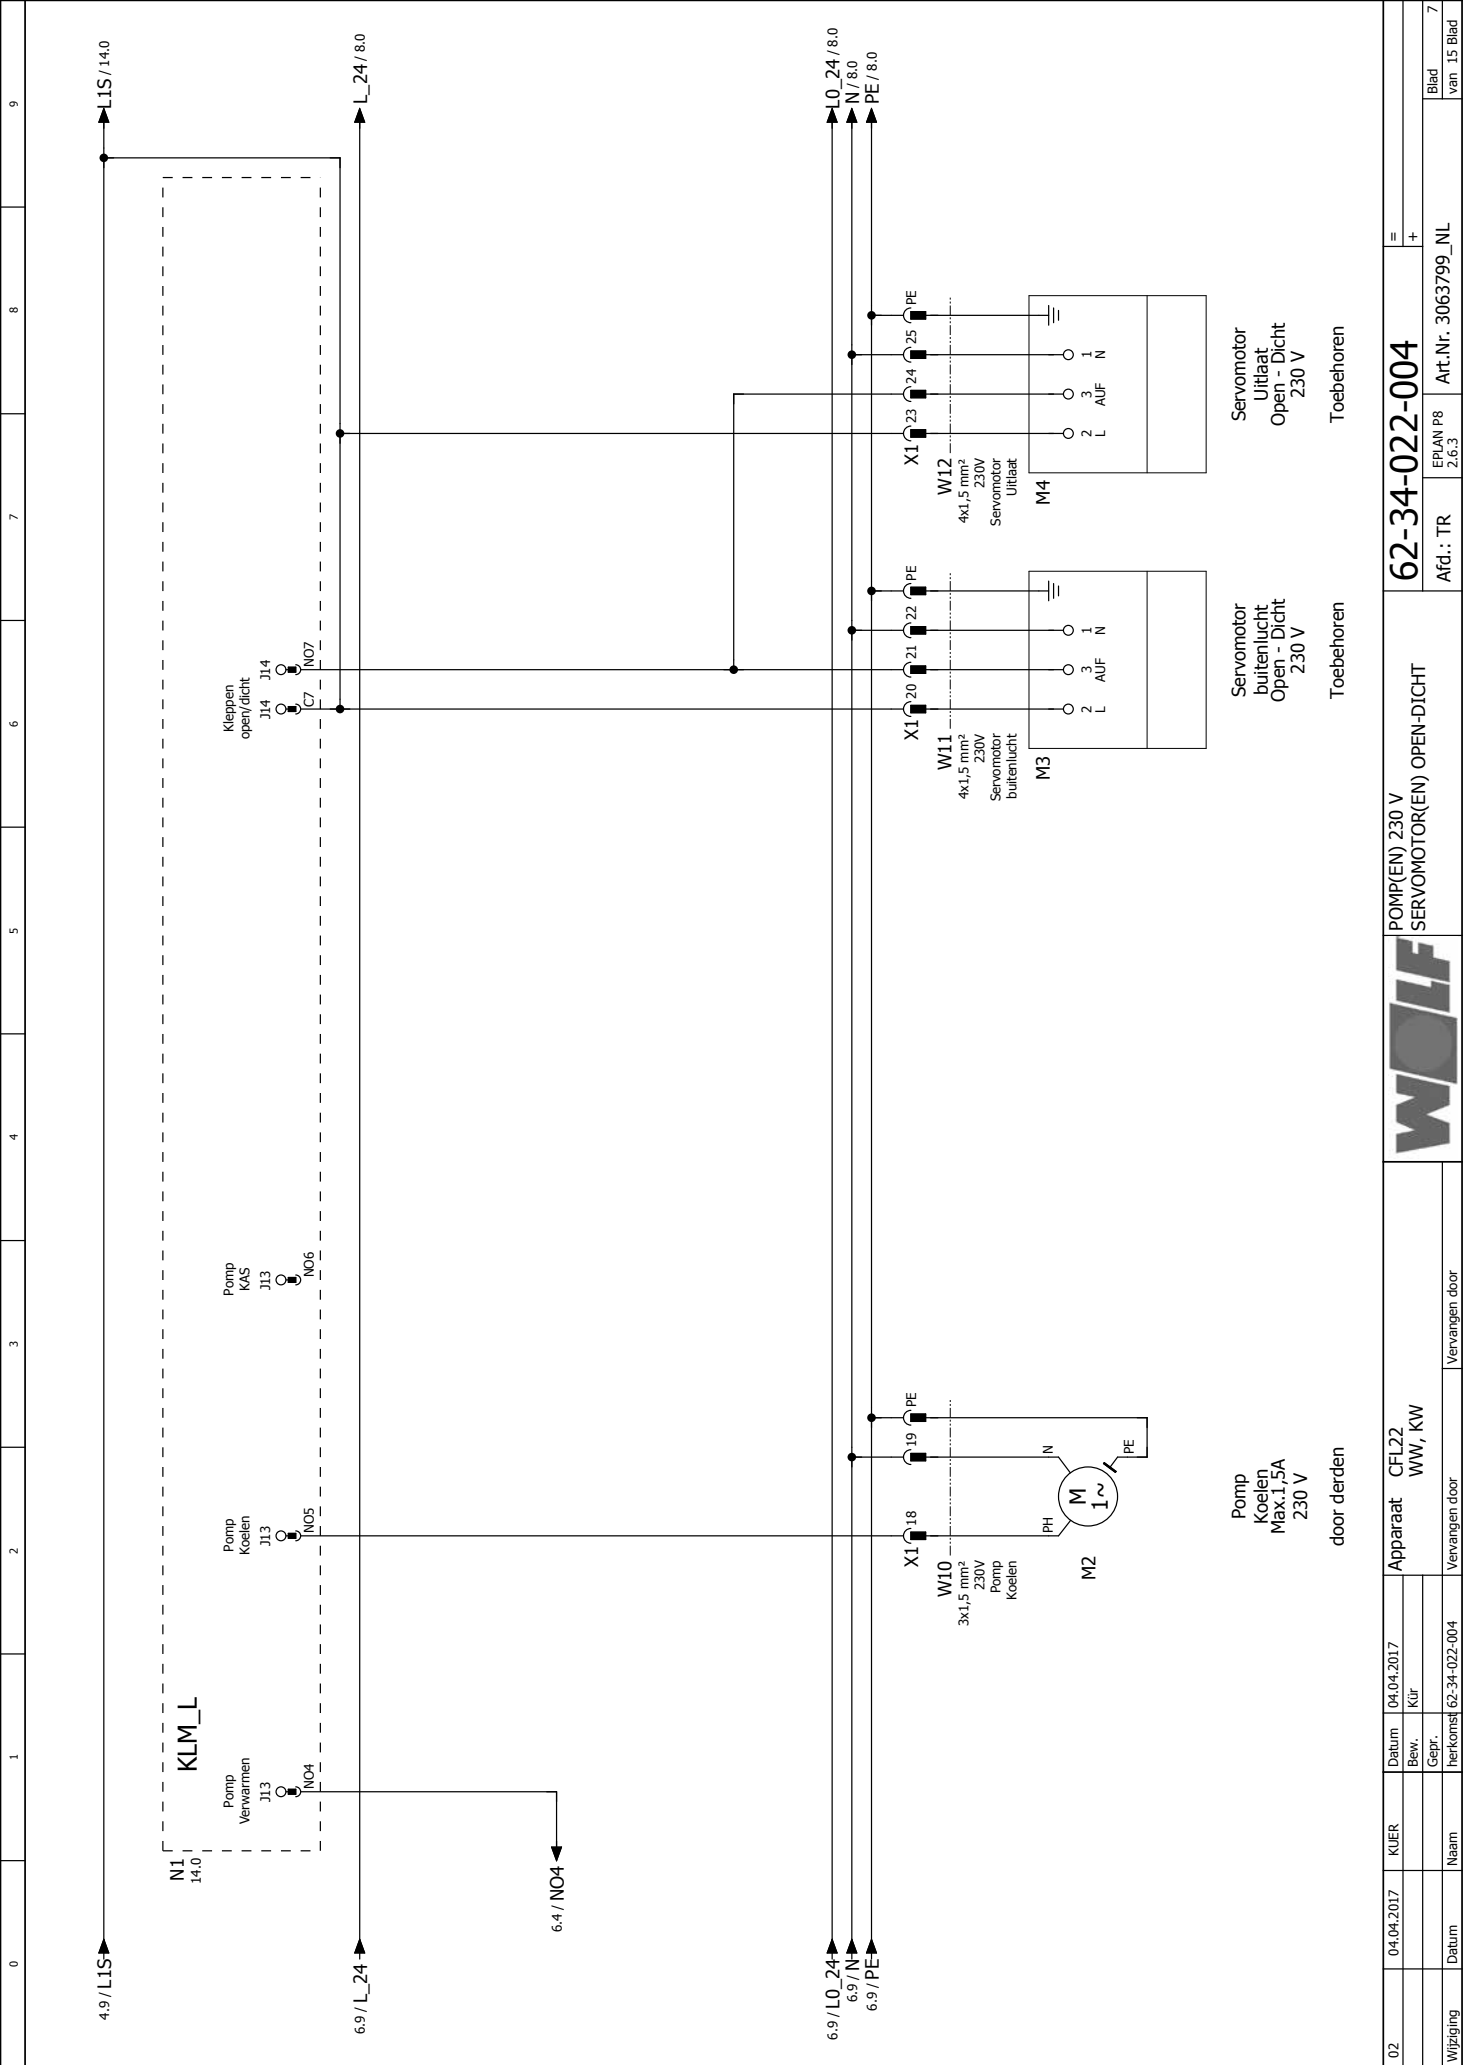 0 1 2 3 4 5 6 7 8 9
4.9 / L1S
L1S / 14.0
N1
14.0
KLM_L
Pomp
Verwarmen
J13
NO4
Pomp
Koelen
J13
NO5
Pomp
KAS
J13
NO6
Kleppen
open/dicht
J14
C7
J14
NO7
6.9 / L_24
L_24 / 8.0
6.4 / NO4
6.9 / L0_24
L0_24 / 8.0
6.9 / N
N / 8.0
6.9 / PE
PE / 8.0
X1 18 19 PE
W10
3x1,5 mm²
230V
Pomp
Koelen
PH
N
M
1~
PE
M2
Pomp
Koelen
Max.1,5A
230 V
door derden
X1 20 21 22 PE
W11
4x1,5 mm²
230V
Servomotor
buitenlucht
M3
2 3 1
L AUF N
Servomotor
buitenlucht
Open - Dicht
230 V
Toebehoren
X1 23 24 25 PE
W12
4x1,5 mm²
230V
Servomotor
Uitlaat
M4
2 3 1
L AUF N
Servomotor
Uitlaat
Open - Dicht
230 V
Toebehoren
02
04.04.2017
KUER
Wijziging
Datum
Naam
Datum
04.04.2017
Bew.
Kür
Gepr.
herkomst
62-34-022-004
Apparaat
CFL22
WW, KW
Vervangen door
Vervangen door
WOLF
POMP(EN) 230 V
SERVOMOTOR(EN) OPEN-DICHT
62-34-022-004
=
+
Afd.: TR
EPLAN P8
2.6.3
Art.Nr. 3063799_NL
Blad 7
van 15 Blad